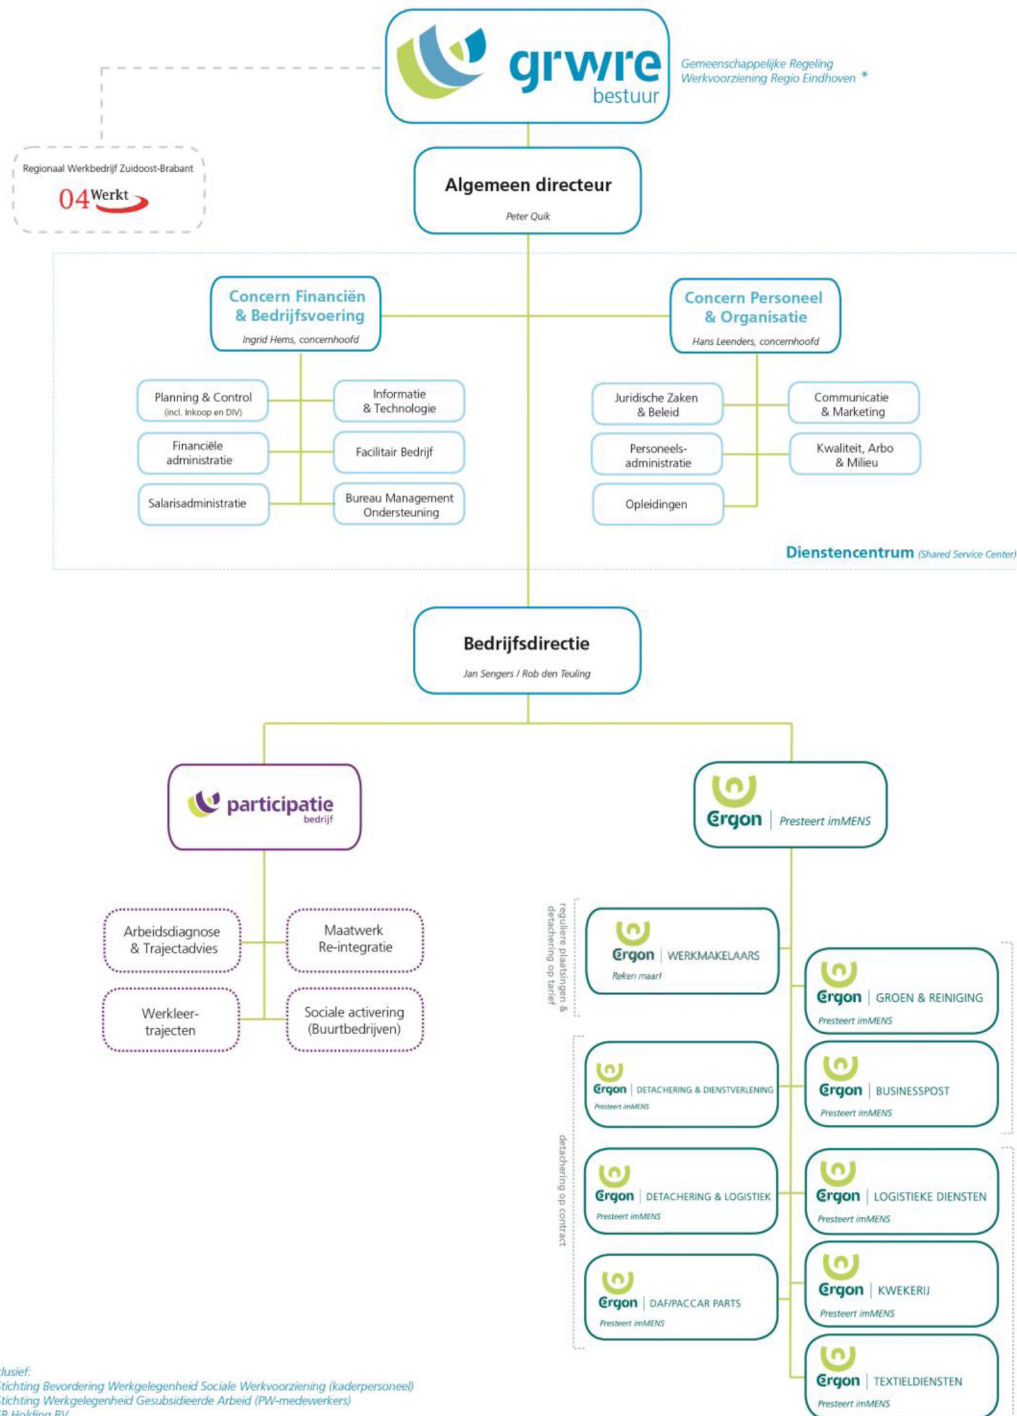 grwre
bestuur
Gemeenschappelijke Regeling
Werkvoorziening Regio Eindhoven *
Regionaal Werkbedrijf Zuidoost-Brabant
04Werkt
Algemeen directeur
Peter Quik
Concern Financiën
& Bedrijfsvoering
Ingrid Hems, concernhoofd
Concern Personeel
& Organisatie
Hans Leenders, concernhoofd
Planning & Control
(incl. Inkoop en DIV)
Informatie
& Technologie
Financiële
administratie
Facilitair Bedrijf
Salarisadministratie
Bureau Management
Ondersteuning
Juridische Zaken
& Beleid
Communicatie
& Marketing
Personeels-
administratie
Kwaliteit, Arbo
& Milieu
Opleidingen
Dienstencentrum (Shared Service Center)
Bedrijfsdirectie
Jan Sengers / Rob den Teuling
participatie
bedrijf
Arbeidsdiagnose
& Trajectadvies
Maatwerk
Re-integratie
Werkleer-
trajecten
Sociale activering
(Buurtbedrijven)
Ergon | Presteert imMENS
reguliere plaatsingen &
detachering op tarief
Ergon | WERKMAKELAARS
Reken maar!
Ergon | GROEN & REINIGING
Presteert imMENS
detachering op contract
Ergon | DETACHERING & DIENSTVERLENING
Presteert imMENS
Ergon | BUSINESSPOST
Presteert imMENS
Ergon | DETACHERING & LOGISTIEK
Presteert imMENS
Ergon | LOGISTIEKE DIENSTEN
Presteert imMENS
Ergon | DAF/PACCAR PARTS
Presteert imMENS
Ergon | KWEKERIJ
Presteert imMENS
Ergon | TEXTIELDIENSTEN
Presteert imMENS
lusief:
tichting Bevordering Werkgelegenheid Sociale Werkvoorziening (kaderpersoneel)
tichting Werkgelegenheid Gesubsidieerde Arbeid (PW-medewerkers)
Holding BV